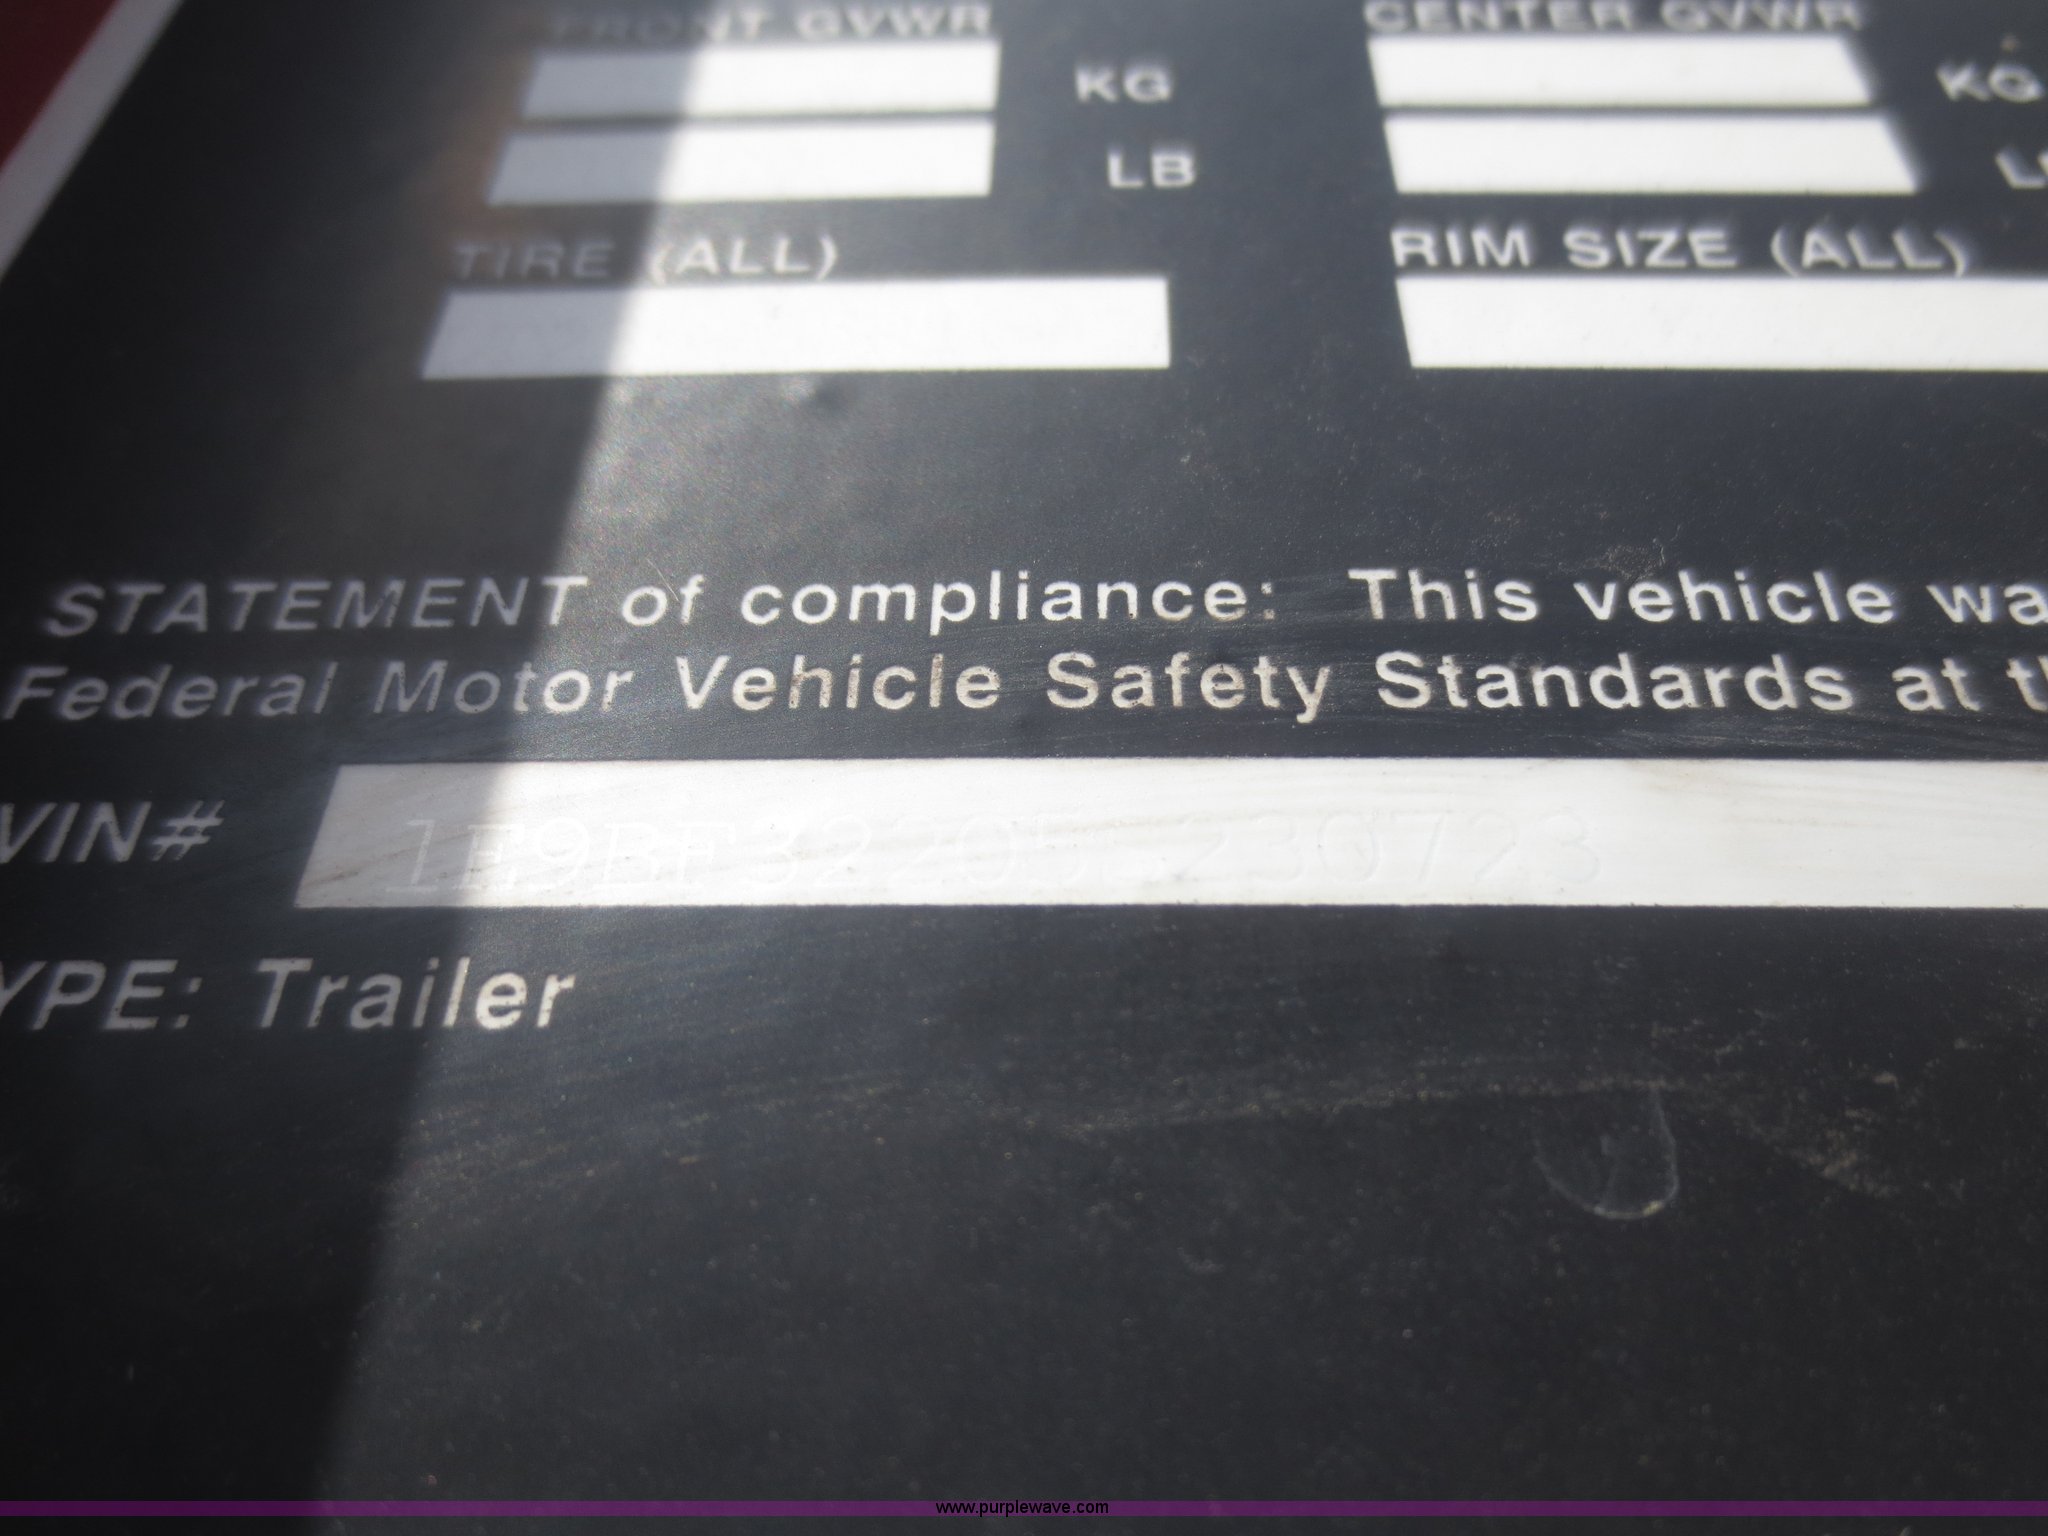 FRONT GVWR CENTER GVWR
KG KG
LB
TIRE (ALL) RIM SIZE (ALL)
STATEMENT of compliance: This vehicle wa
Federal Motor Vehicle Safety Standards at th
VIN#
YPE: Trailer
www.purplewave.com